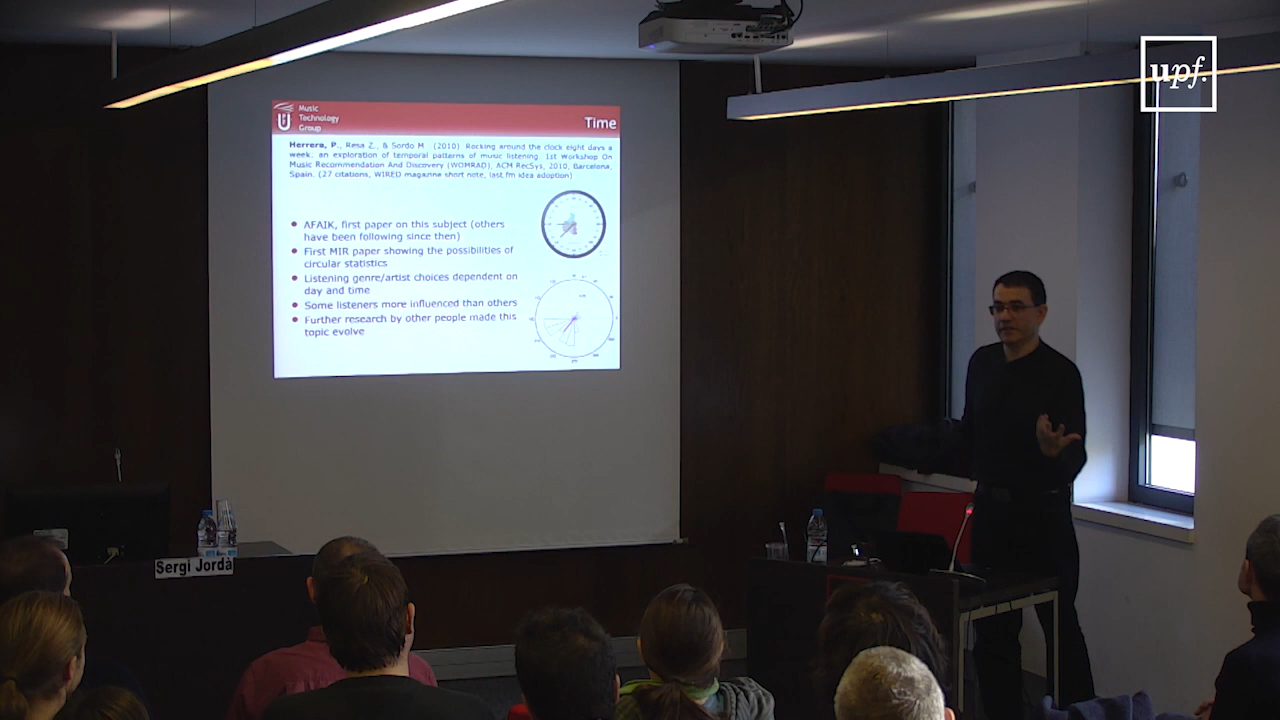 upf.
Music
Technology
Group
Time
Herrera, P., Resa Z., & Sordo M. (2010). Rocking around the clock eight days a
week: an exploration of temporal patterns of music listening. 1st Workshop On
Music Recommendation And Discovery (WOMRAD), ACM RecSys, 2010, Barcelona,
Spain. (27 citations, WIRED magazine short note, last.fm idea adoption)
AFAIK, first paper on this subject (others
have been following since then)
First MIR paper showing the possibilities of
circular statistics
Listening genre/artist choices dependent on
day and time
Some listeners more influenced than others
Further research by other people made this
topic evolve
Sergi Jordà